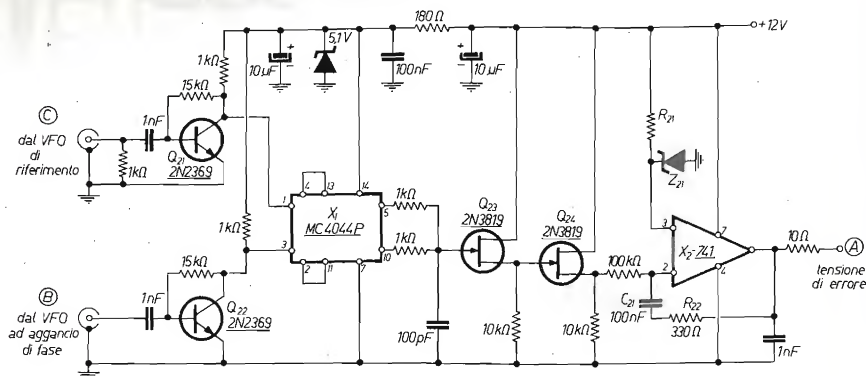 180Ω
+12V
5,1V
1kΩ
10µF
100nF
10µF
15kΩ
C
1nF
dal VFO
di
riferimento
1kΩ
Q21
2N2369
R21
Z21
1kΩ
4
13
14
1
X1
MC4044P
5
1kΩ
Q23
2N3819
Q24
2N3819
3
10
1kΩ
2
11
7
3
7
X2-741
2
4
10Ω
A
tensione
di errore
100kΩ
15kΩ
B
1nF
dal VFO
ad aggancio
di fase
Q22
2N2369
100pF
10kΩ
10kΩ
C21
100nF
R22
330Ω
1nF